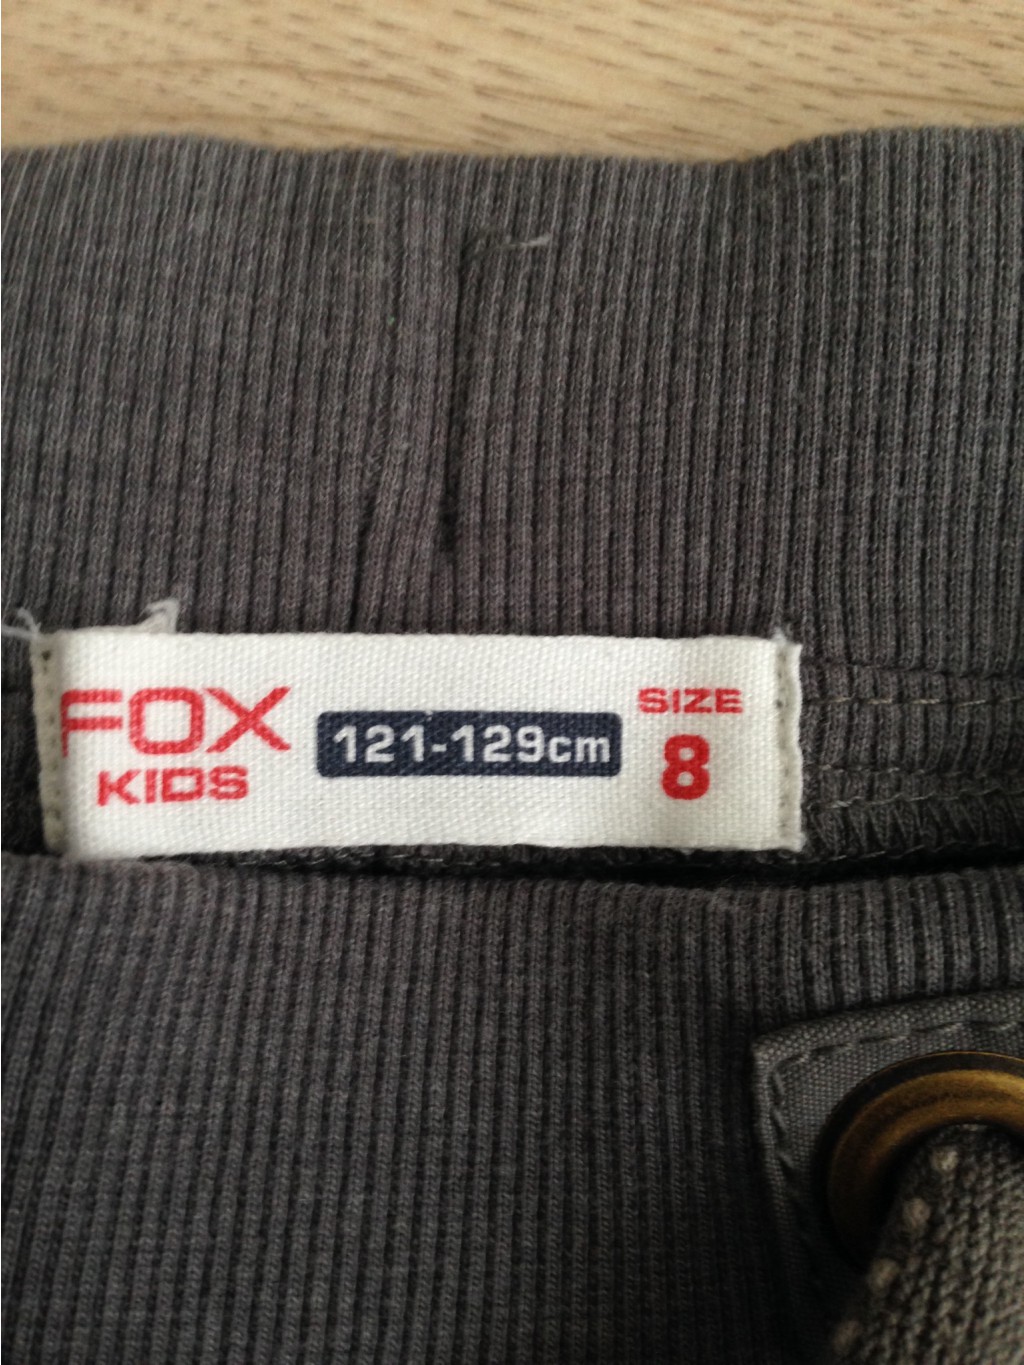 FOX
KIDS
121-129cm
SIZE
8